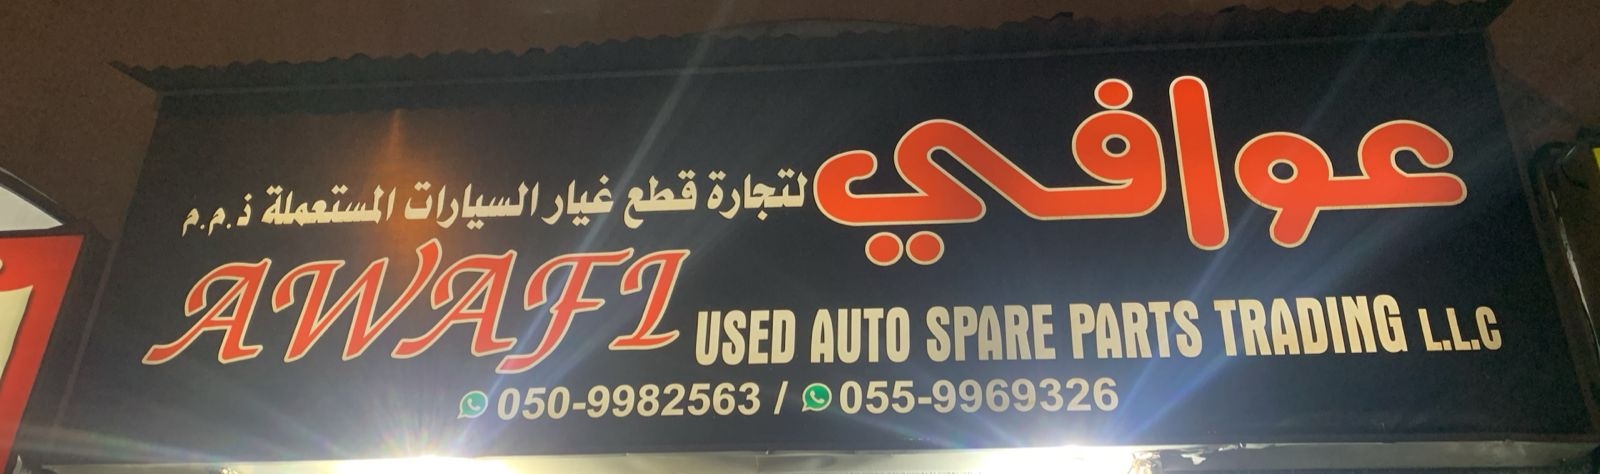 عوافي
لتجارة قطع غيار السيارات المستعملة ذ.م.م
AWAFI USED AUTO SPARE PARTS TRADING L.L.C
050-9982563 / 055-9969326